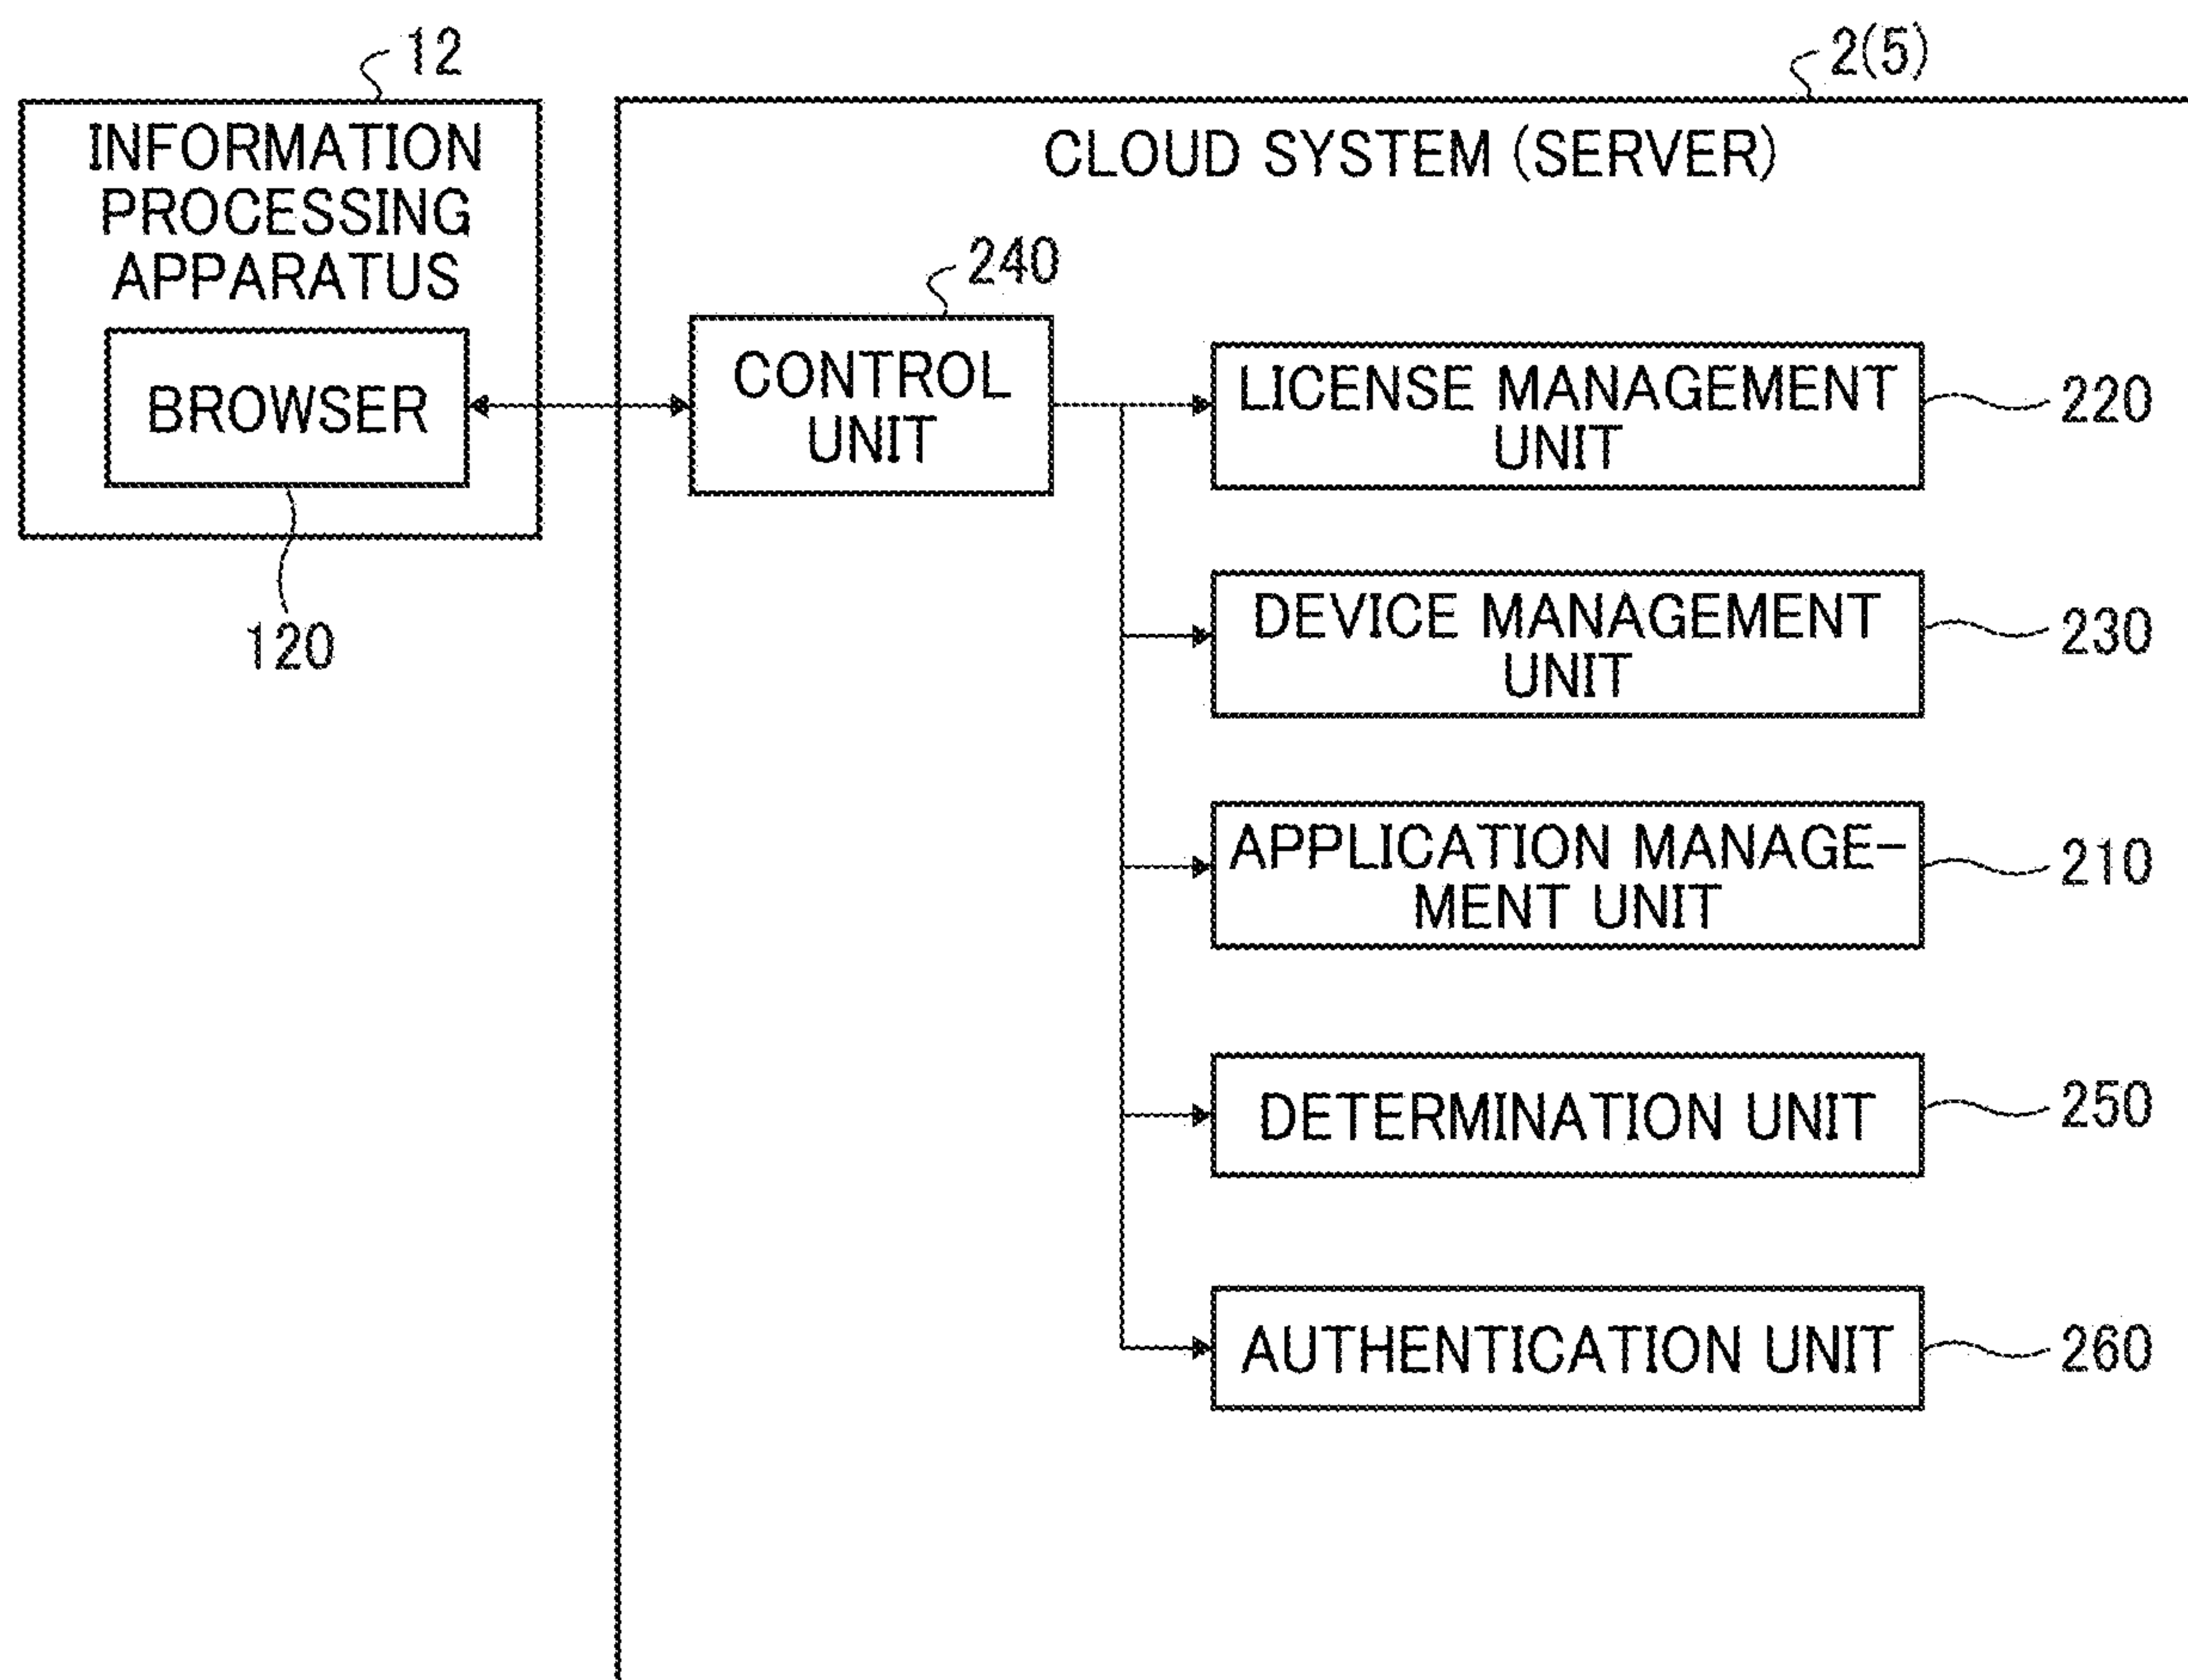 12
INFORMATION
PROCESSING
APPARATUS
BROWSER
120
2(5)
CLOUD SYSTEM (SERVER)
240
CONTROL
UNIT
LICENSE MANAGEMENT
UNIT
220
DEVICE MANAGEMENT
UNIT
230
APPLICATION MANAGE-
MENT UNIT
210
DETERMINATION UNIT
250
AUTHENTICATION UNIT
260